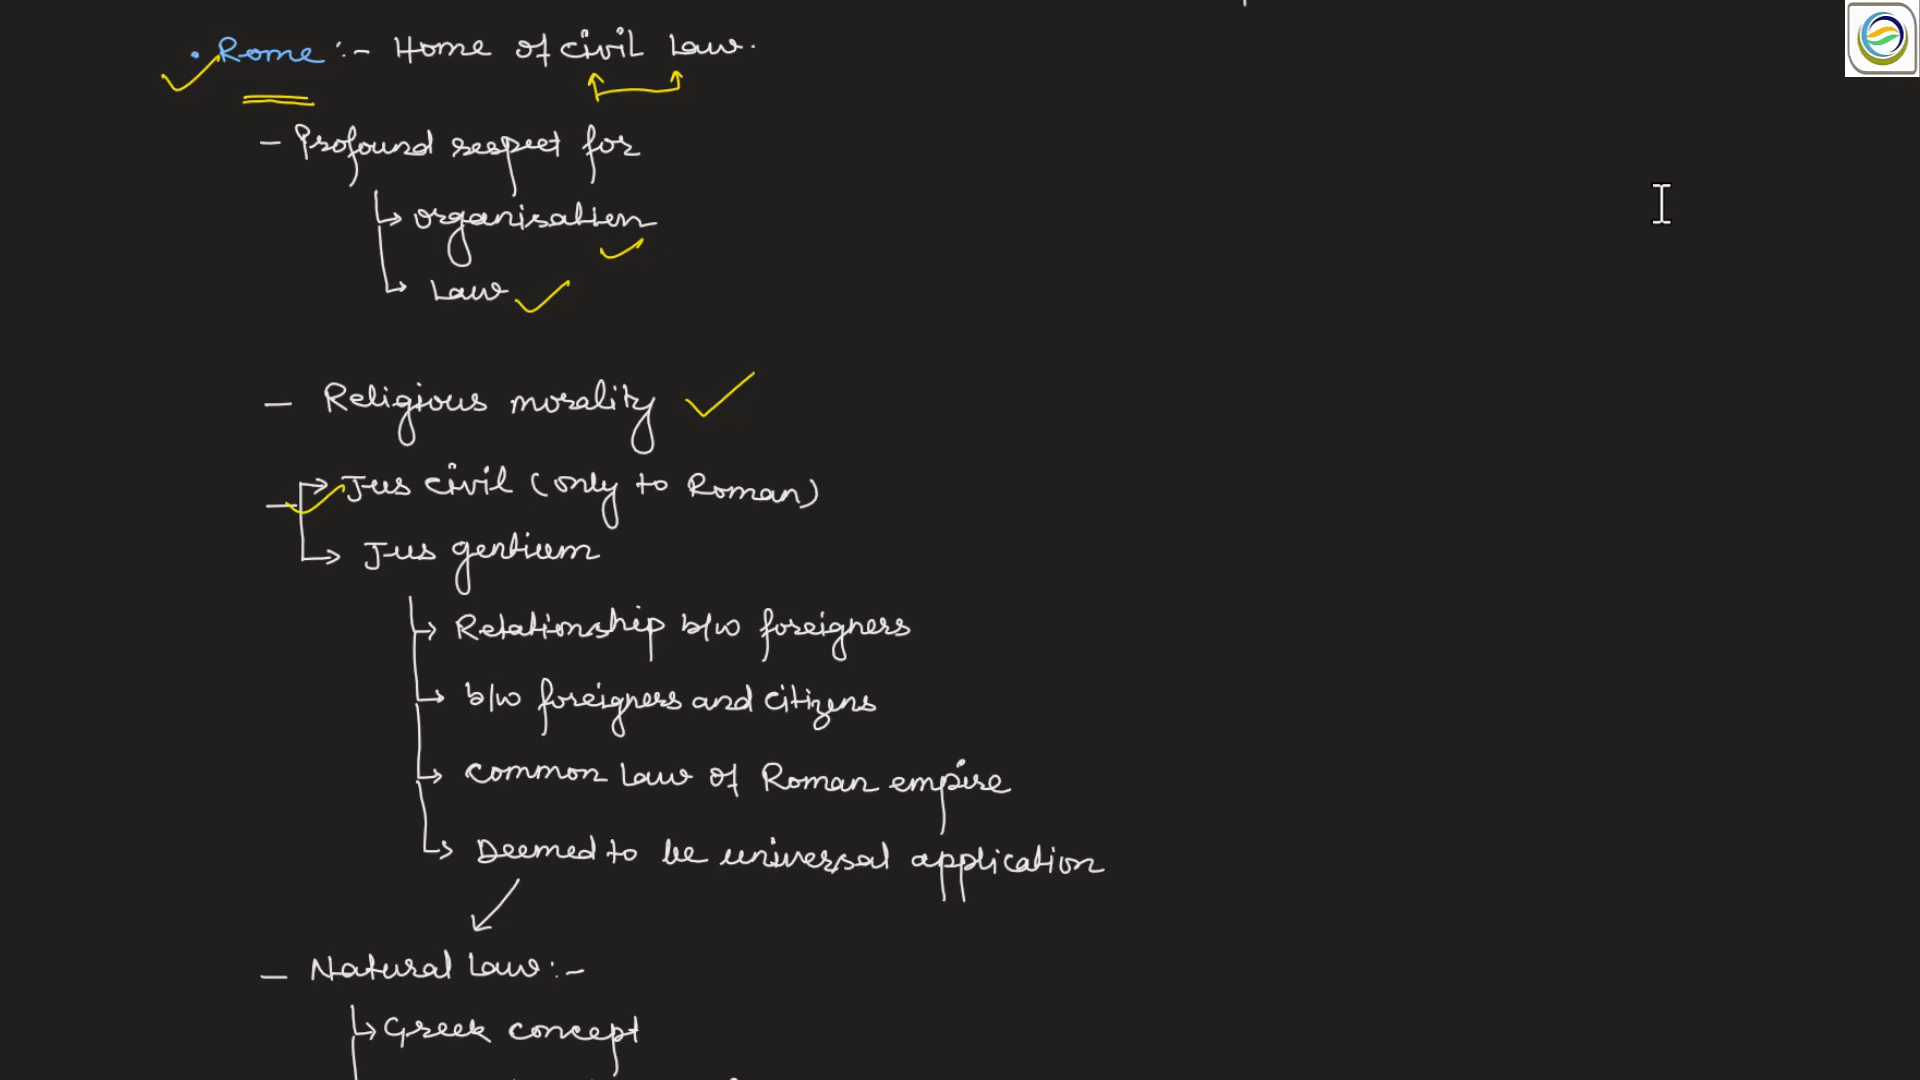 • Rome :- Home of Civil Law.
- Profound respect for
organisation
Law
- Religious morality
- Jus civil (only to Roman)
Jus gentium
Relationship b/w foreigners
b/w foreigners and citizens
common law of Roman empire
Deemed to be universal application
- Natural Law :-
Greek concept